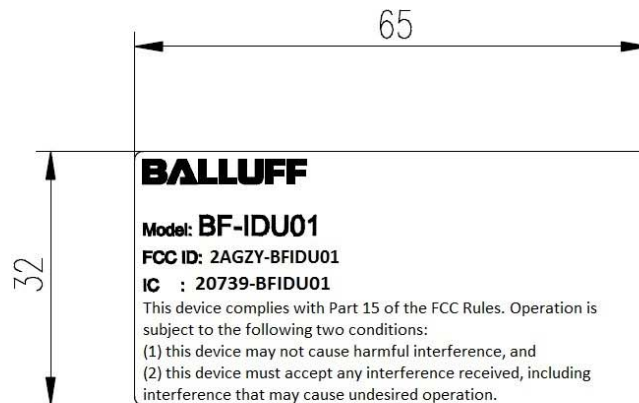 65
32
BALLUFF
Model: BF-IDU01
FCC ID: 2AGZY-BFIDU01
IC : 20739-BFIDU01
This device complies with Part 15 of the FCC Rules. Operation is
subject to the following two conditions:
(1) this device may not cause harmful interference, and
(2) this device must accept any interference received, including
interference that may cause undesired operation.